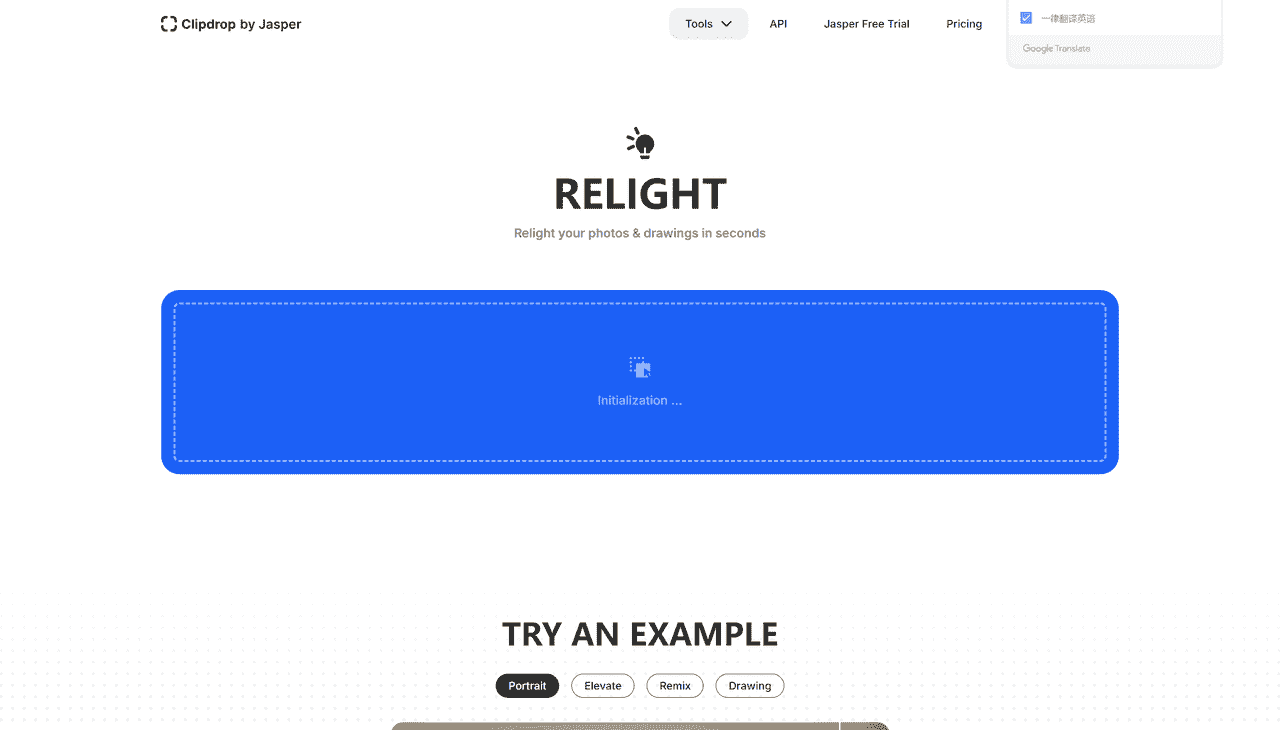 Clipdrop by Jasper
Tools
API
Jasper Free Trial
Pricing
一律翻译英语
Google Translate
RELIGHT
Relight your photos & drawings in seconds
Initialization ...
TRY AN EXAMPLE
Portrait
Elevate
Remix
Drawing